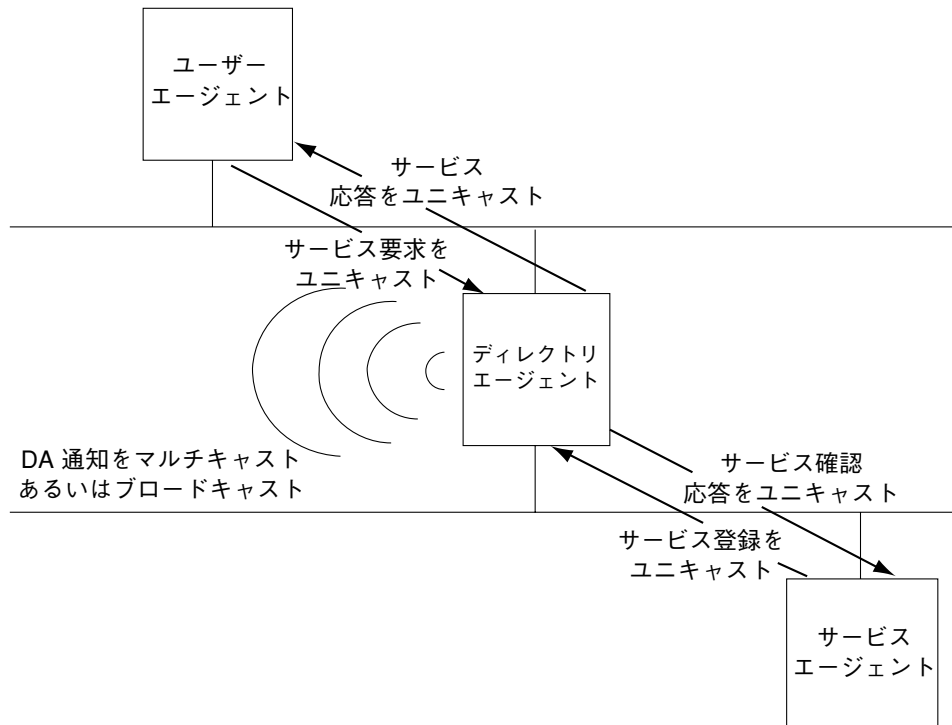 ユーザー
エージェント
サービス
応答をユニキャスト
サービス要求を
ユニキャスト
ディレクトリ
エージェント
DA 通知をマルチキャスト
あるいはブロードキャスト
サービス確認
応答をユニキャスト
サービス登録を
ユニキャスト
サービス
エージェント